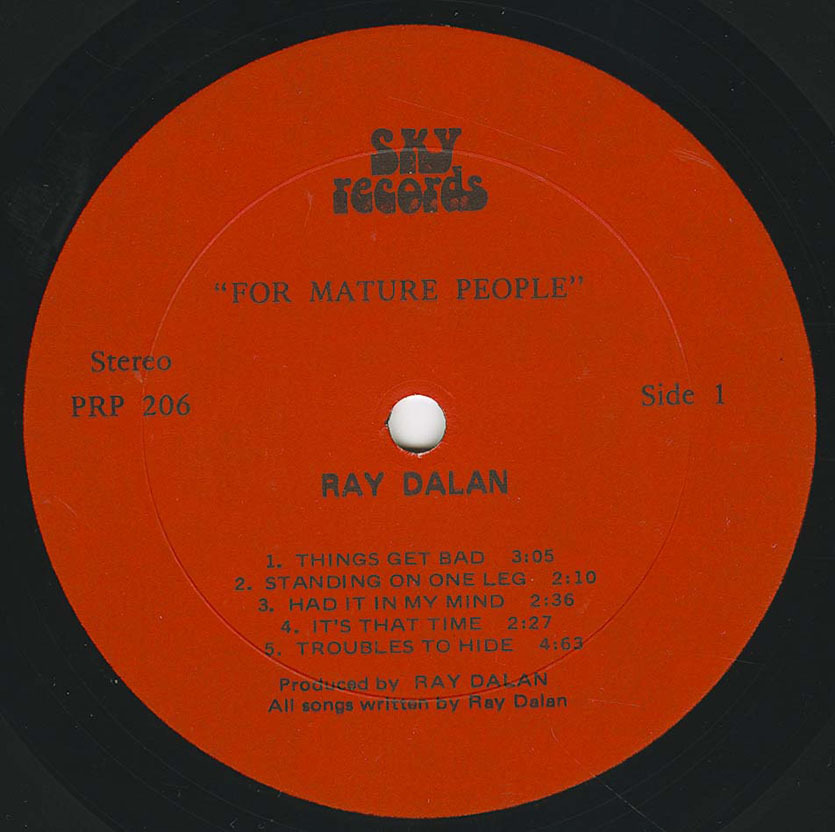 SKY
records
“FOR MATURE PEOPLE”
Stereo
PRP 206
Side 1
RAY DALAN
1. THINGS GET BAD 3:05
2. STANDING ON ONE LEG 2:10
3. HAD IT IN MY MIND 2:36
4. IT'S THAT TIME 2:27
5. TROUBLES TO HIDE 4:63
Produced by RAY DALAN
All songs written by Ray Dalan